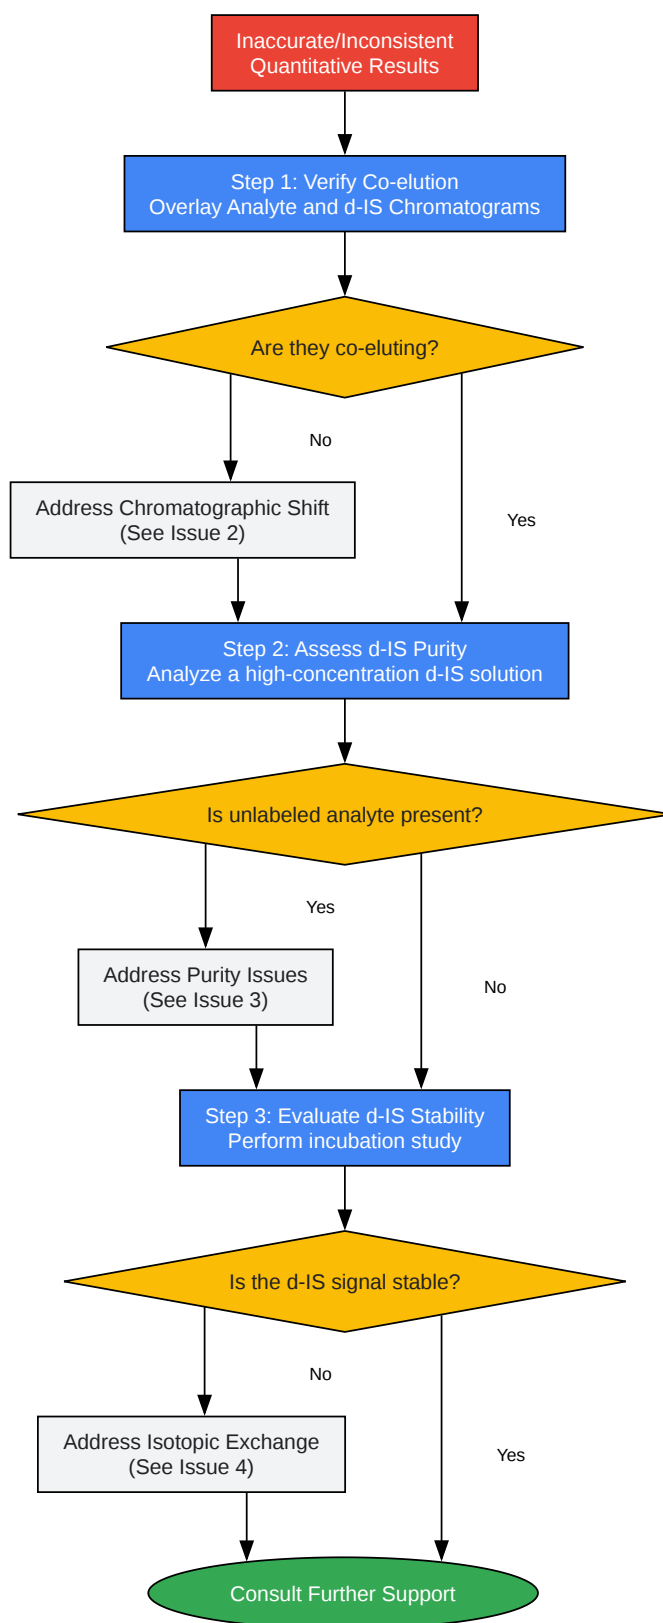 Inaccurate/Inconsistent
Quantitative Results
Step 1: Verify Co-elution
Overlay Analyte and d-IS Chromatograms
Are they co-eluting?
No
Address Chromatographic Shift
(See Issue 2)
Yes
Step 2: Assess d-IS Purity
Analyze a high-concentration d-IS solution
Is unlabeled analyte present?
Yes
Address Purity Issues
(See Issue 3)
No
Step 3: Evaluate d-IS Stability
Perform incubation study
Is the d-IS signal stable?
No
Address Isotopic Exchange
(See Issue 4)
Yes
Consult Further Support